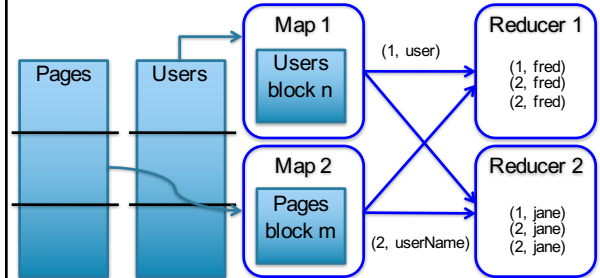 Pages
Users
Map 1
Users
block n
(1, user)
Reducer 1
(1, fred)
(2, fred)
(2, fred)
Map 2
Pages
block m
(2, userName)
Reducer 2
(1, jane)
(2, jane)
(2, jane)